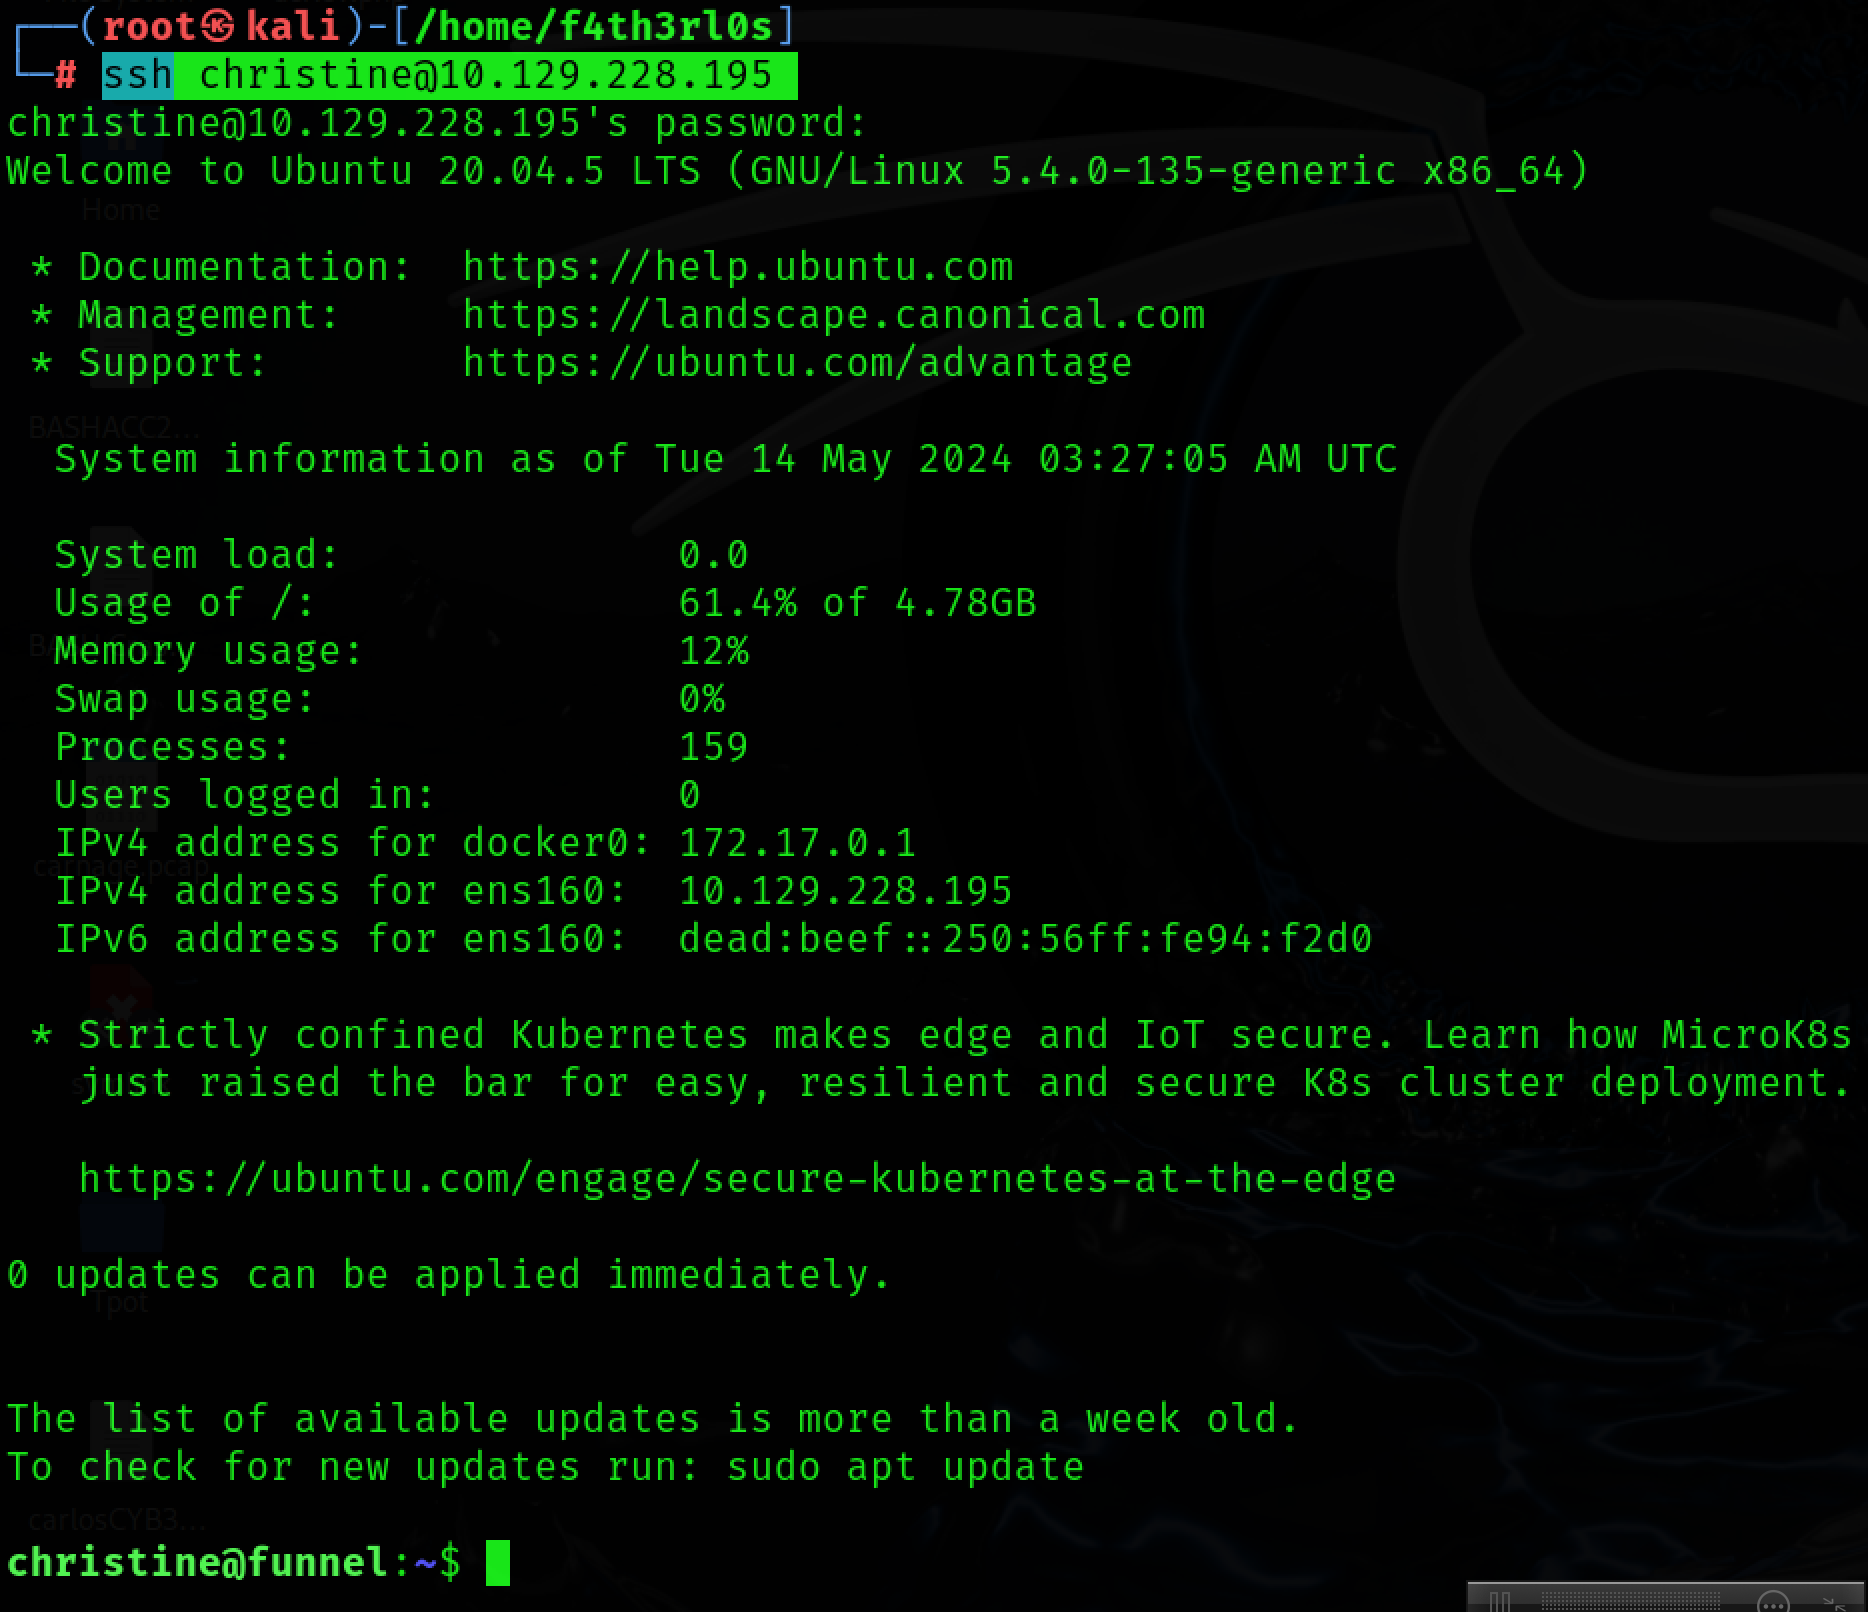 ┌──(root㉿kali)-[/home/f4th3rl0s]
└─# ssh christine@10.129.228.195
christine@10.129.228.195's password:
Welcome to Ubuntu 20.04.5 LTS (GNU/Linux 5.4.0-135-generic x86_64)
Home
* Documentation:  https://help.ubuntu.com
* Management:     https://landscape.canonical.com
* Support:        https://ubuntu.com/advantage
BASHACC2...
System information as of Tue 14 May 2024 03:27:05 AM UTC
System load:               0.0
Usage of /:                61.4% of 4.78GB
Memory usage:              12%
Swap usage:                0%
Processes:                 159
Users logged in:           0
IPv4 address for docker0:  172.17.0.1
carnage.pcap
IPv4 address for ens160:   10.129.228.195
IPv6 address for ens160:   dead:beef::250:56ff:fe94:f2d0
* Strictly confined Kubernetes makes edge and IoT secure. Learn how MicroK8s
just raised the bar for easy, resilient and secure K8s cluster deployment.
https://ubuntu.com/engage/secure-kubernetes-at-the-edge
0 updates can be applied immediately.
Tpot
The list of available updates is more than a week old.
To check for new updates run: sudo apt update
carlosCYB3...
christine@funnel:~$